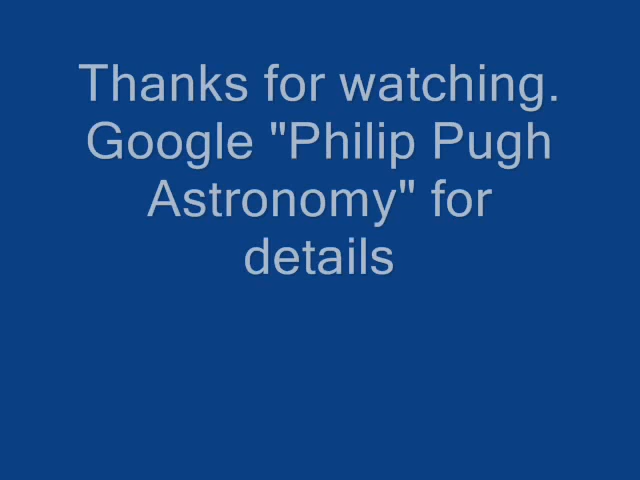 Thanks for watching.
Google "Philip Pugh
Astronomy" for
details